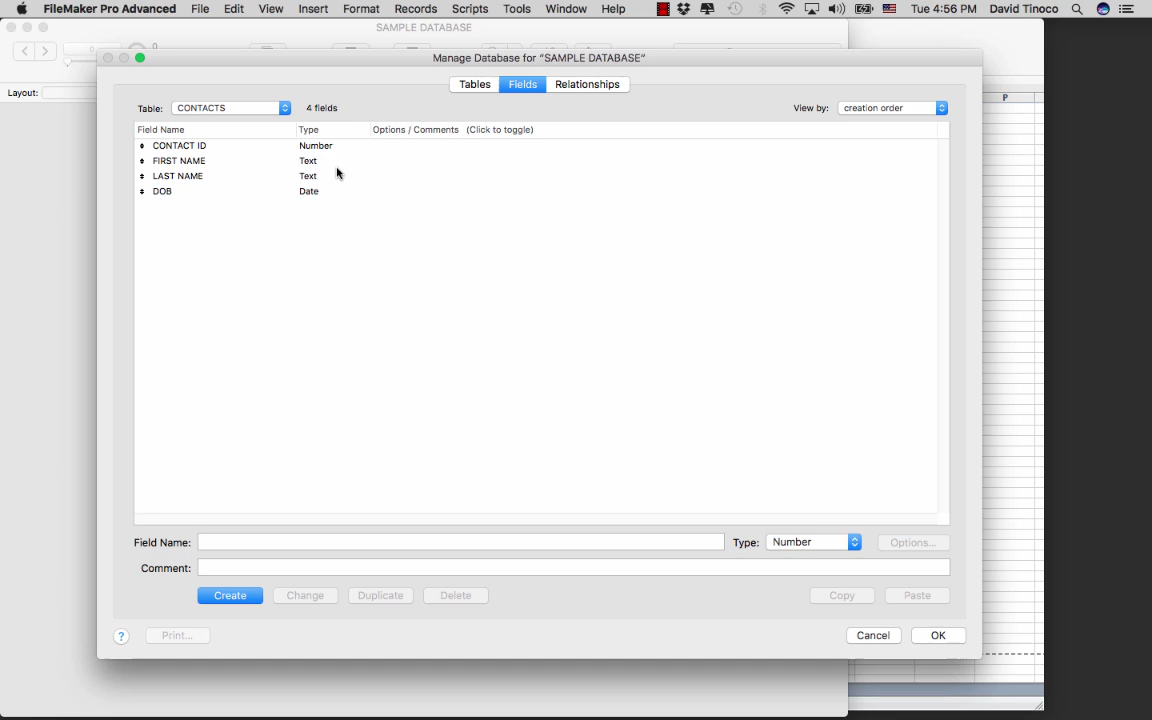 FileMaker Pro Advanced File Edit View Insert Format Records Scripts Tools Window Help Tue 4:56 PM David Tinoco
SAMPLE DATABASE
Manage Database for “SAMPLE DATABASE”
Layout:
Tables Fields Relationships
P
Table: CONTACTS 4 fields View by: creation order
Field Name Type Options / Comments (Click to toggle)
CONTACT ID Number
FIRST NAME Text
LAST NAME Text
DOB Date
Field Name: Type: Number Options...
Comment:
Create Change Duplicate Delete Copy Paste
? Print... Cancel OK